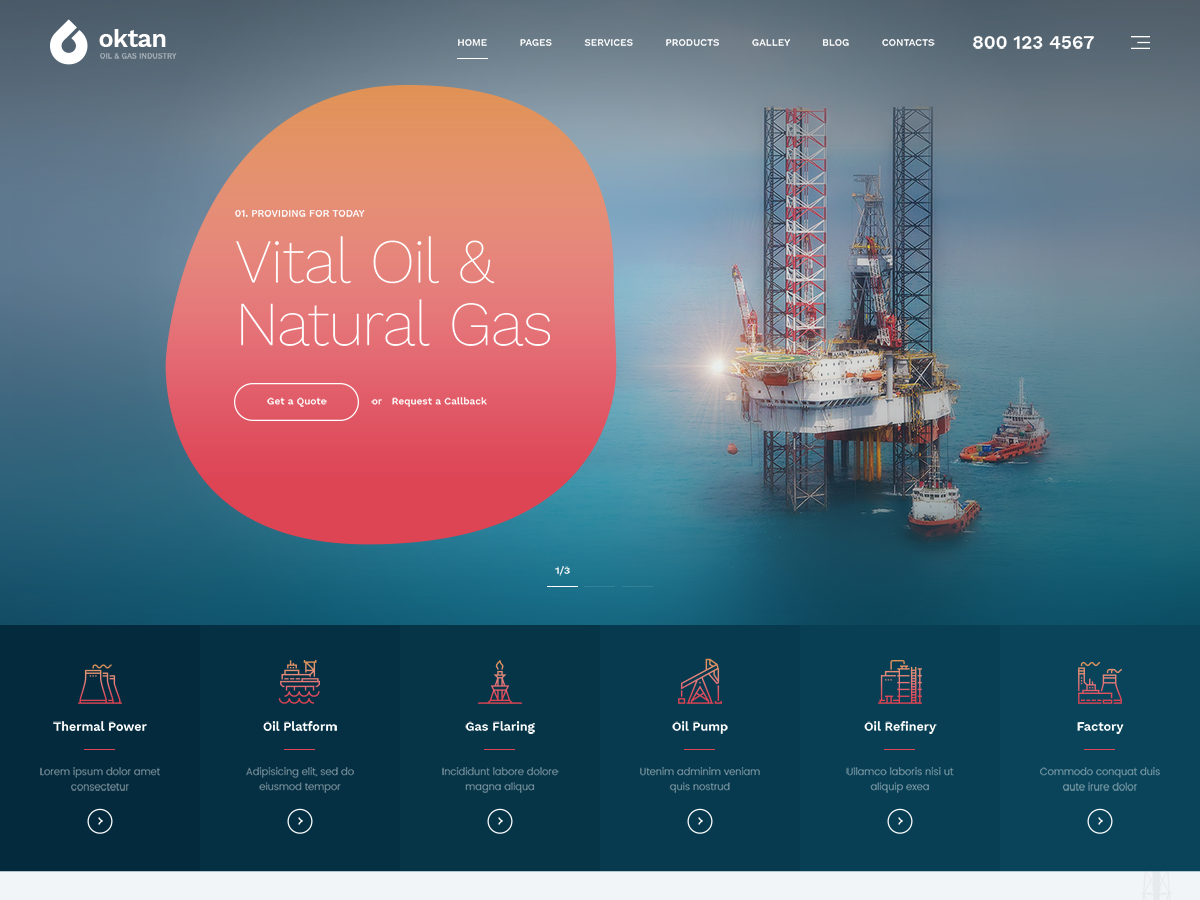 oktan
OIL & GAS INDUSTRY
HOME
PAGES
SERVICES
PRODUCTS
GALLEY
BLOG
CONTACTS
800 123 4567
01. PROVIDING FOR TODAY
Vital Oil &
Natural Gas
Get a Quote
or
Request a Callback
1/3
Thermal Power
Lorem ipsum dolor amet
consectetur
Oil Platform
Adipisicing elit, sed do
eiusmod tempor
Gas Flaring
Incididunt labore dolore
magna aliqua
Oil Pump
Utenim adminim veniam
quis nostrud
Oil Refinery
Ullamco laboris nisi ut
aliquip exea
Factory
Commodo conquat duis
aute irure dolor